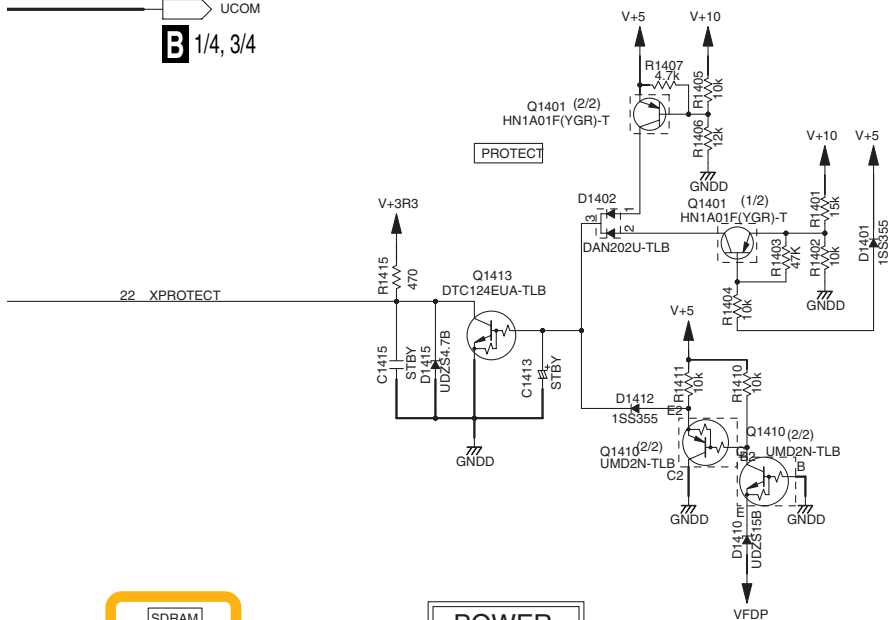 UCOM
B 1/4, 3/4
V+5
V+10
R1407
4.7k
R1405
10k
Q1401 (2/2)
HN1A01F(YGR)-T
R1406
12k
PROTECT
GNDD
V+10
V+5
D1402
1
3
2
DAN202U-TLB
Q1401 (1/2)
HN1A01F(YGR)-T
R1401
15k
R1403
47K
R1402
10k
D1401
1SS355
GNDD
R1404
10k
V+3R3
R1415
470
Q1413
DTC124EUA-TLB
22 XPROTECT
C1415
STBY
D1415
UDZS4.7B
C1413
STBY
+
GNDD
V+5
R1411
10k
R1410
10k
D1412
1SS355
E2
Q1410 (2/2)
UMD2N-TLB
C2
Q1410 (2/2)
UMD2N-TLB
B2
B
GNDD
GNDD
D1410
E
UDZS15B
VFDP
SDRAM
POWER